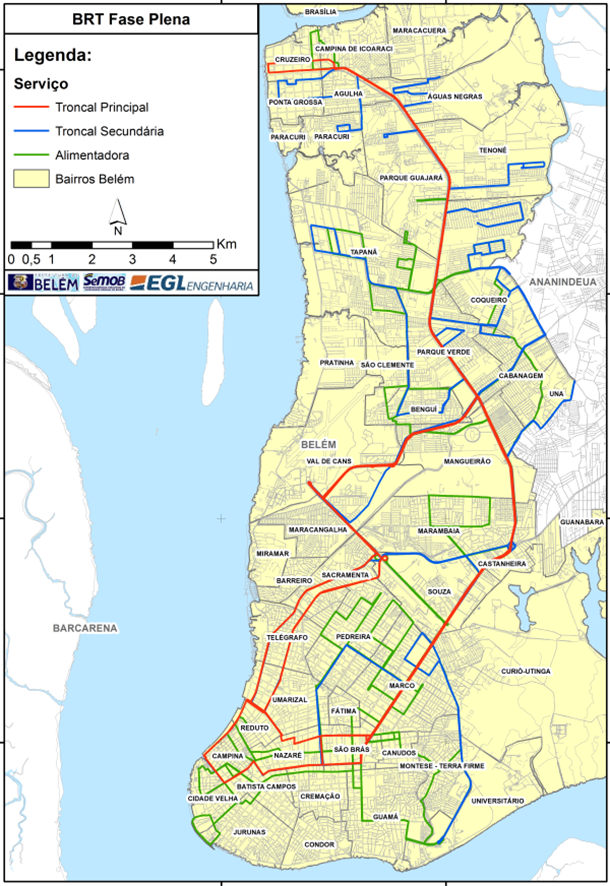 BRT Fase Plena
Legenda:
Serviço
Troncal Principal
Troncal Secundária
Alimentadora
Bairros Belém
N
Km
0 0,5 1 2 3 4 5
BELÉM SeMOB EGL ENGENHARIA
BRASÍLIA
MARACACUERA
CAMPINA DE ICOARACI
CRUZEIRO
AGULHA
ÁGUAS NEGRAS
PONTA GROSSA
PARACURI
PARACURI
TENONÉ
PARQUE GUAJARÁ
TAPANÃ
ANANINDEUA
COQUEIRO
PARQUE VERDE
PRATINHA
SÃO CLEMENTE
CABANAGEM
UNA
BENGUÍ
BELÉM
VAL DE CANS
MANGUEIRÃO
GUANABARA
MARACANGALHA
MARAMBAIA
MIRAMAR
CASTANHEIRA
SACRAMENTA
BARREIRO
SOUZA
BARCARENA
TELÉGRAFO
PEDREIRA
CURIÓ-UTINGA
MARCO
UMARIZAL
FÁTIMA
REDUTO
CAMPINA
NAZARÉ
SÃO BRÁS
CANUDOS
MONTESE - TERRA FIRME
BATISTA CAMPOS
CIDADE VELHA
CREMAÇÃO
UNIVERSITÁRIO
GUAMÁ
JURUNAS
CONDOR